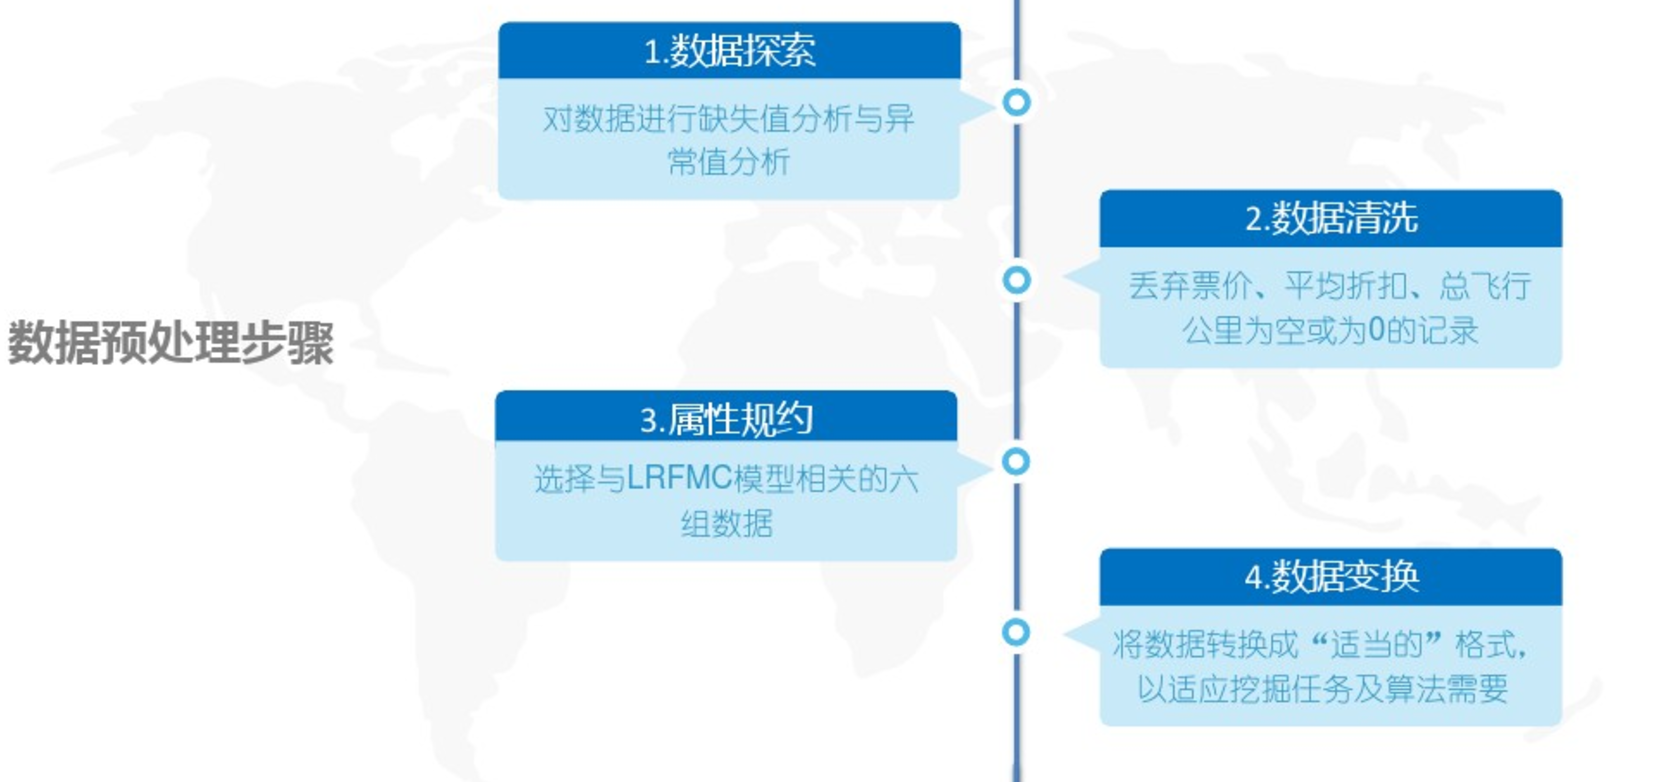 数据预处理步骤
1.数据探索
对数据进行缺失值分析与异
常值分析
2.数据清洗
丢弃票价、平均折扣、总飞行
公里为空或为0的记录
3.属性规约
选择与LRFMC模型相关的六
组数据
4.数据变换
将数据转换成“适当的”格式，
以适应挖掘任务及算法需要